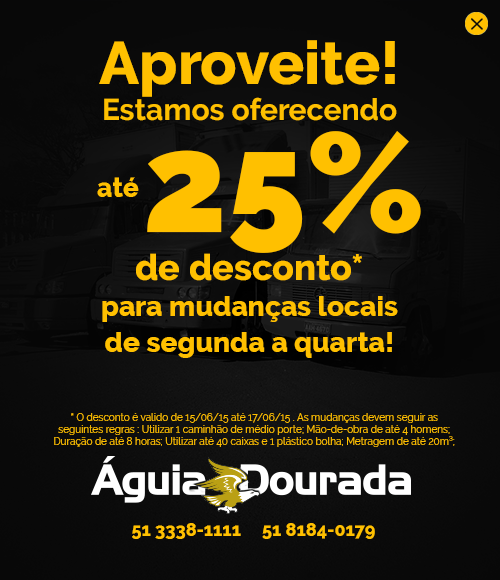 Aproveite!
Estamos oferecendo
até 25%
de desconto*
para mudanças locais
de segunda a quarta!
* O desconto é valido de 15/06/15 até 17/06/15 . As mudanças devem seguir as
seguintes regras : Utilizar 1 caminhão de médio porte; Mão-de-obra de até 4 homens;
Duração de até 8 horas; Utilizar até 40 caixas e 1 plástico bolha; Metragem de até 20m³;
Águia Dourada
51 3338-1111 51 8184-0179